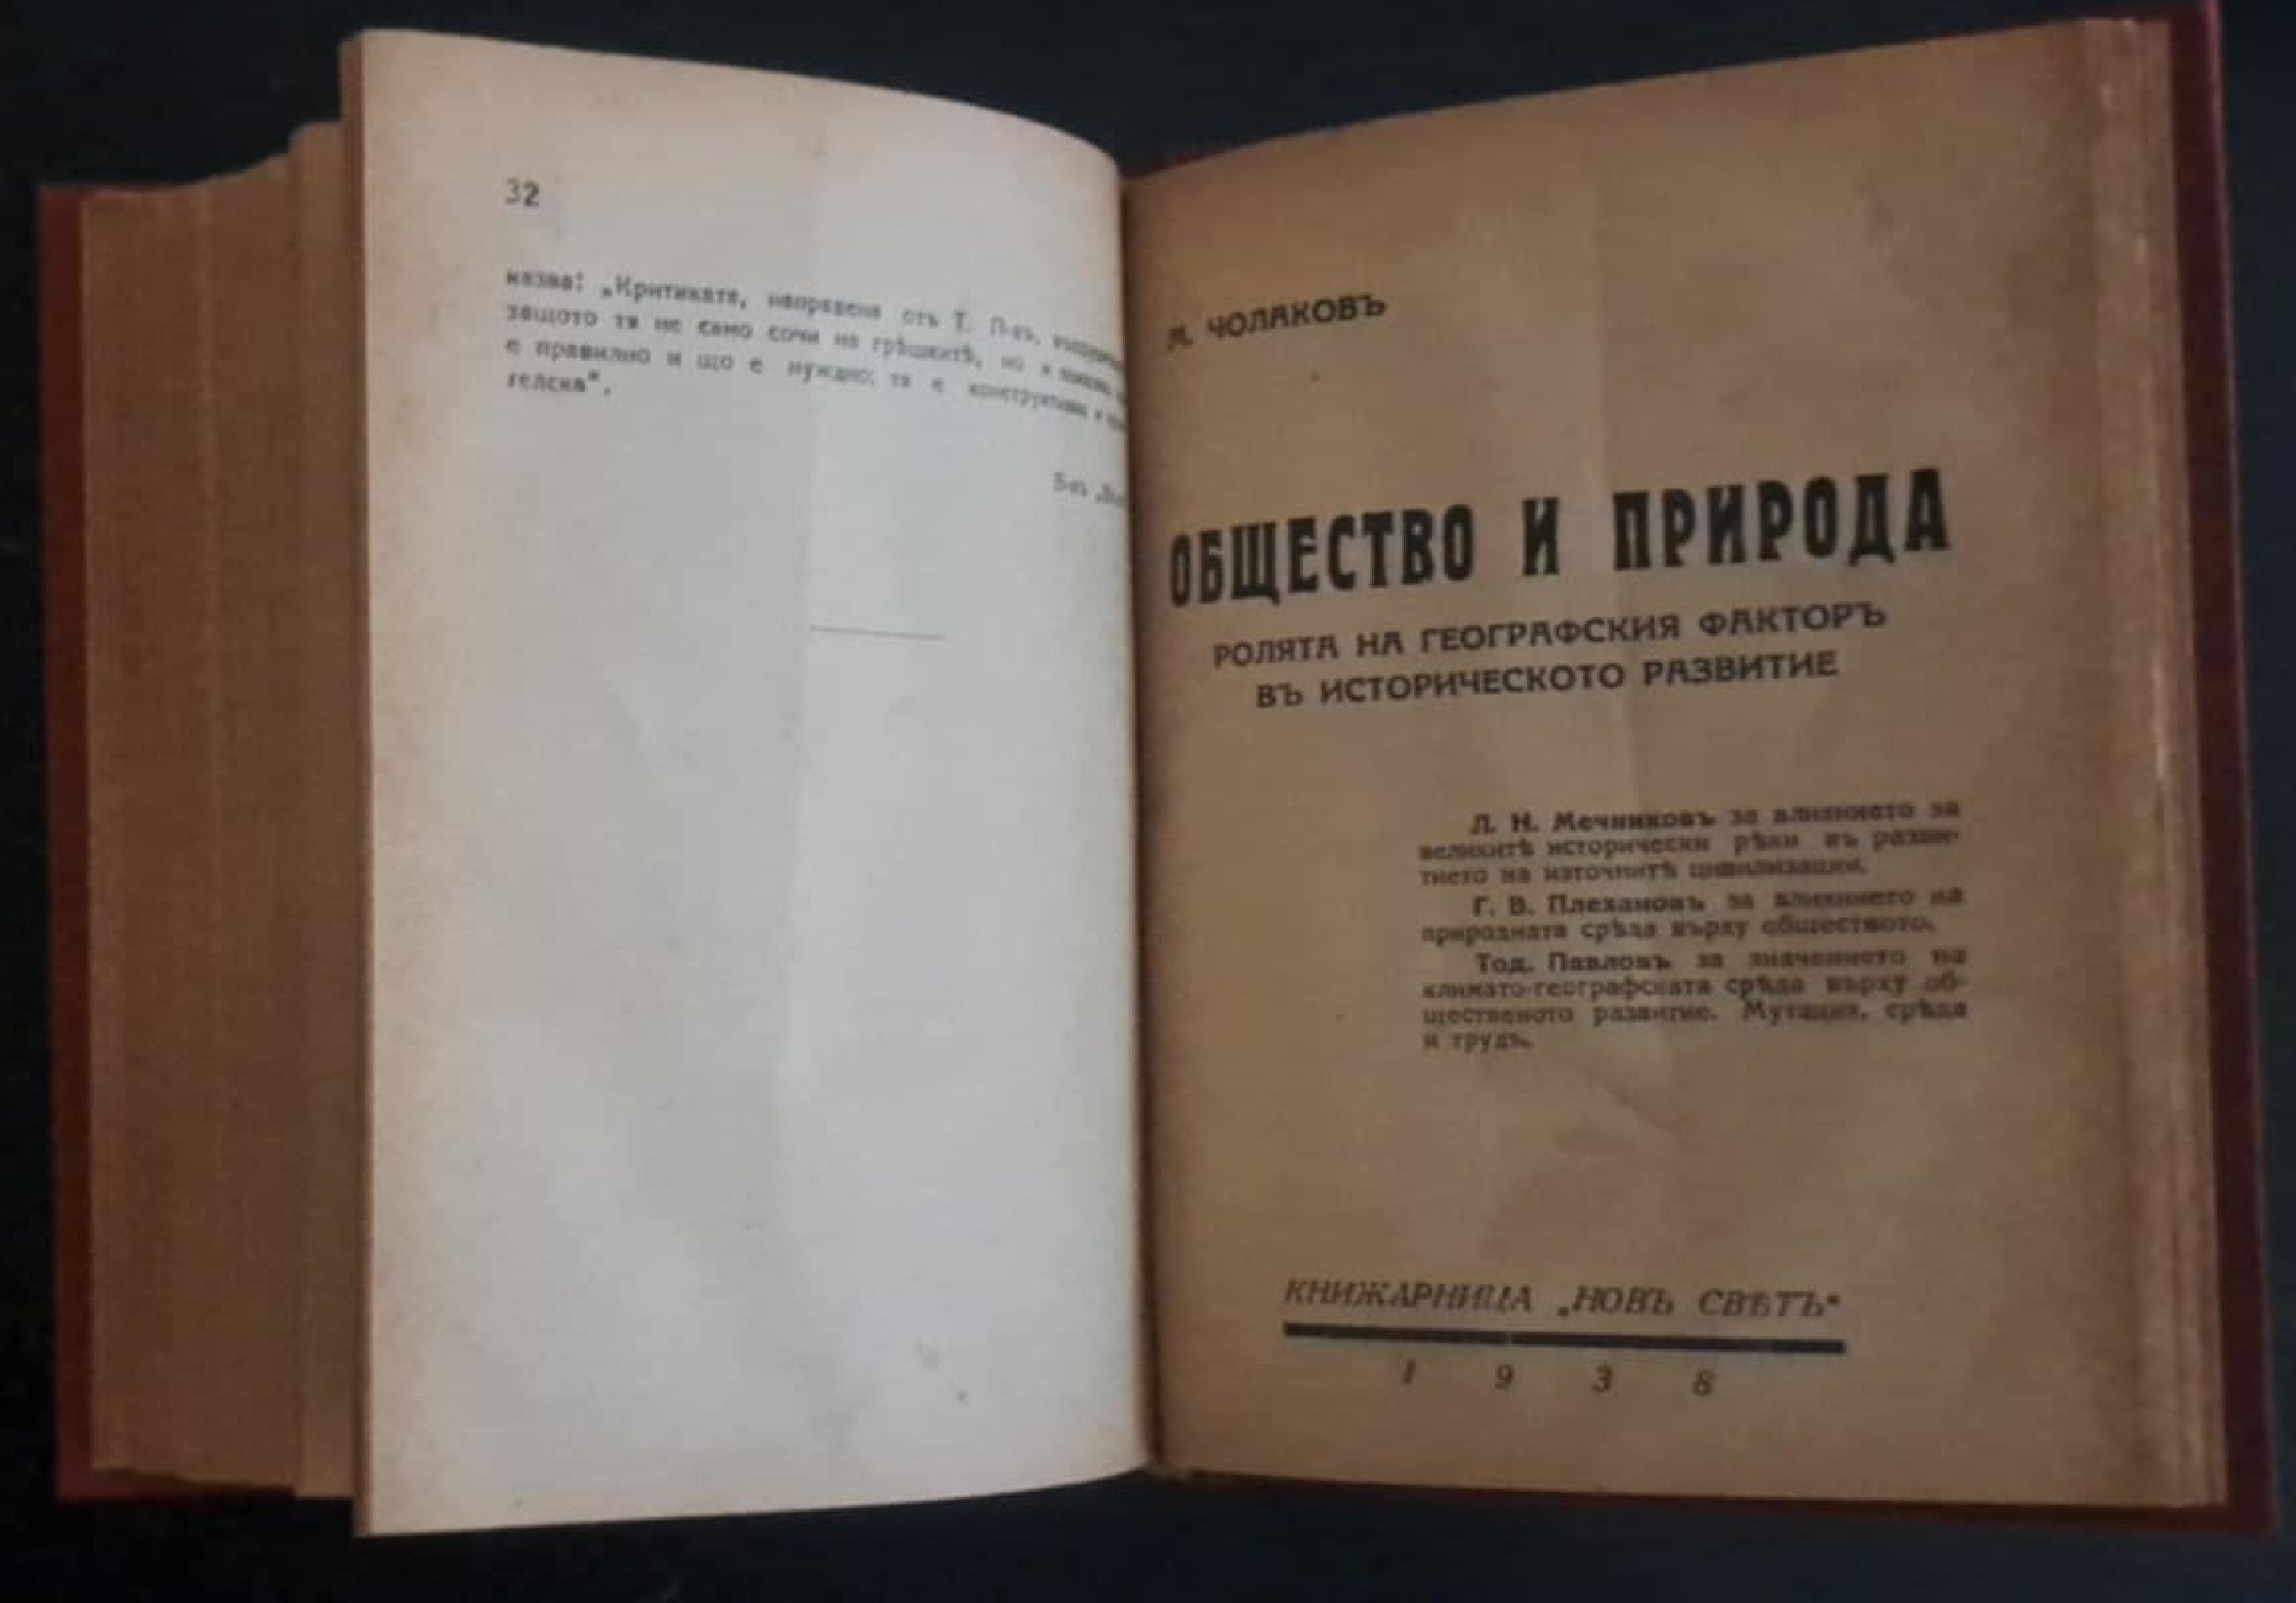 32
казва: „Критиката, направена отъ Т. П-въ,
защото тя не само сочи на грѣшкитѣ, но и
е правилно и що е нуждно; тя е конструктивна и
телска“.
М. ЧОЛАКОВЪ
ОБЩЕСТВО И ПРИРОДА
РОЛЯТА НА ГЕОГРАФСКИЯ ФАКТОРЪ
ВЪ ИСТОРИЧЕСКОТО РАЗВИТИЕ
Л. Н. Мечниковъ за влиянието за
великитѣ исторически рѣки въ разви-
тието на източнитѣ цивилизации.
Г. В. Плехановъ за влиянието на
природната срѣда върху обществото.
Тод. Павловъ за значението на
климато-географската срѣда върху об-
щественото развитие. Мутация, срѣда
и трудъ.
КНИЖАРНИЦА „НОВЪ СВѢТЪ“
1 9 3 8